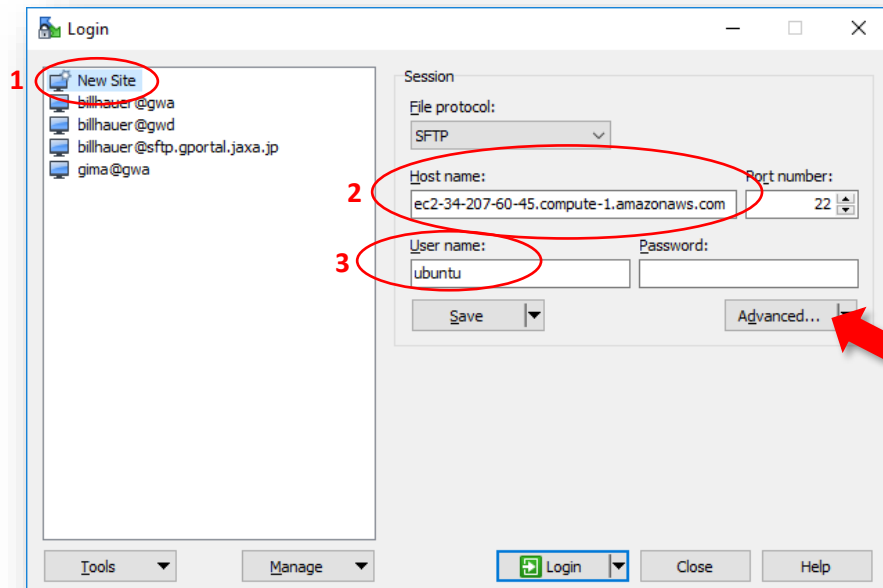 Login
1
New Site
billhauer@gwa
billhauer@gwd
billhauer@sftp.gportal.jaxa.jp
gima@gwa
Session
File protocol:
SFTP
2
Host name:
Port number:
ec2-34-207-60-45.compute-1.amazonaws.com
22
3
User name:
Password:
ubuntu
Save
Advanced...
Tools
Manage
Login
Close
Help